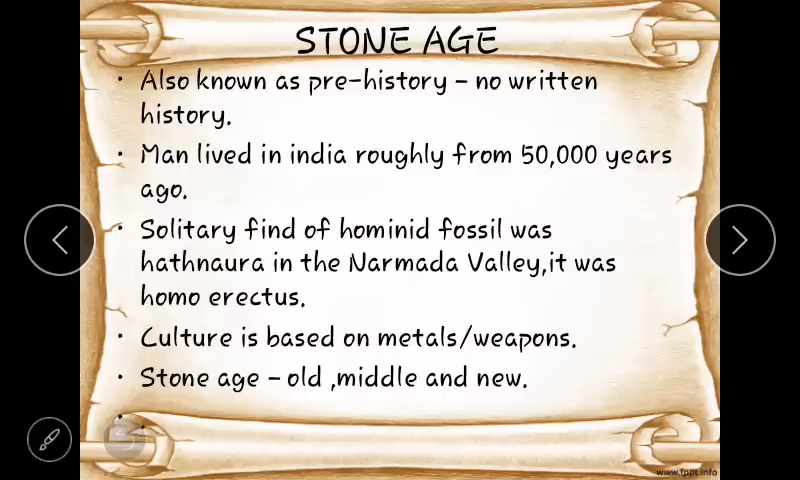 STONE AGE
• Also known as pre-history – no written
history.
• Man lived in india roughly from 50,000 years
ago.
• Solitary find of hominid fossil was
hathnaura in the Narmada Valley,it was
homo erectus.
• Culture is based on metals/weapons.
• Stone age – old ,middle and new.
• .
www.fppt.info